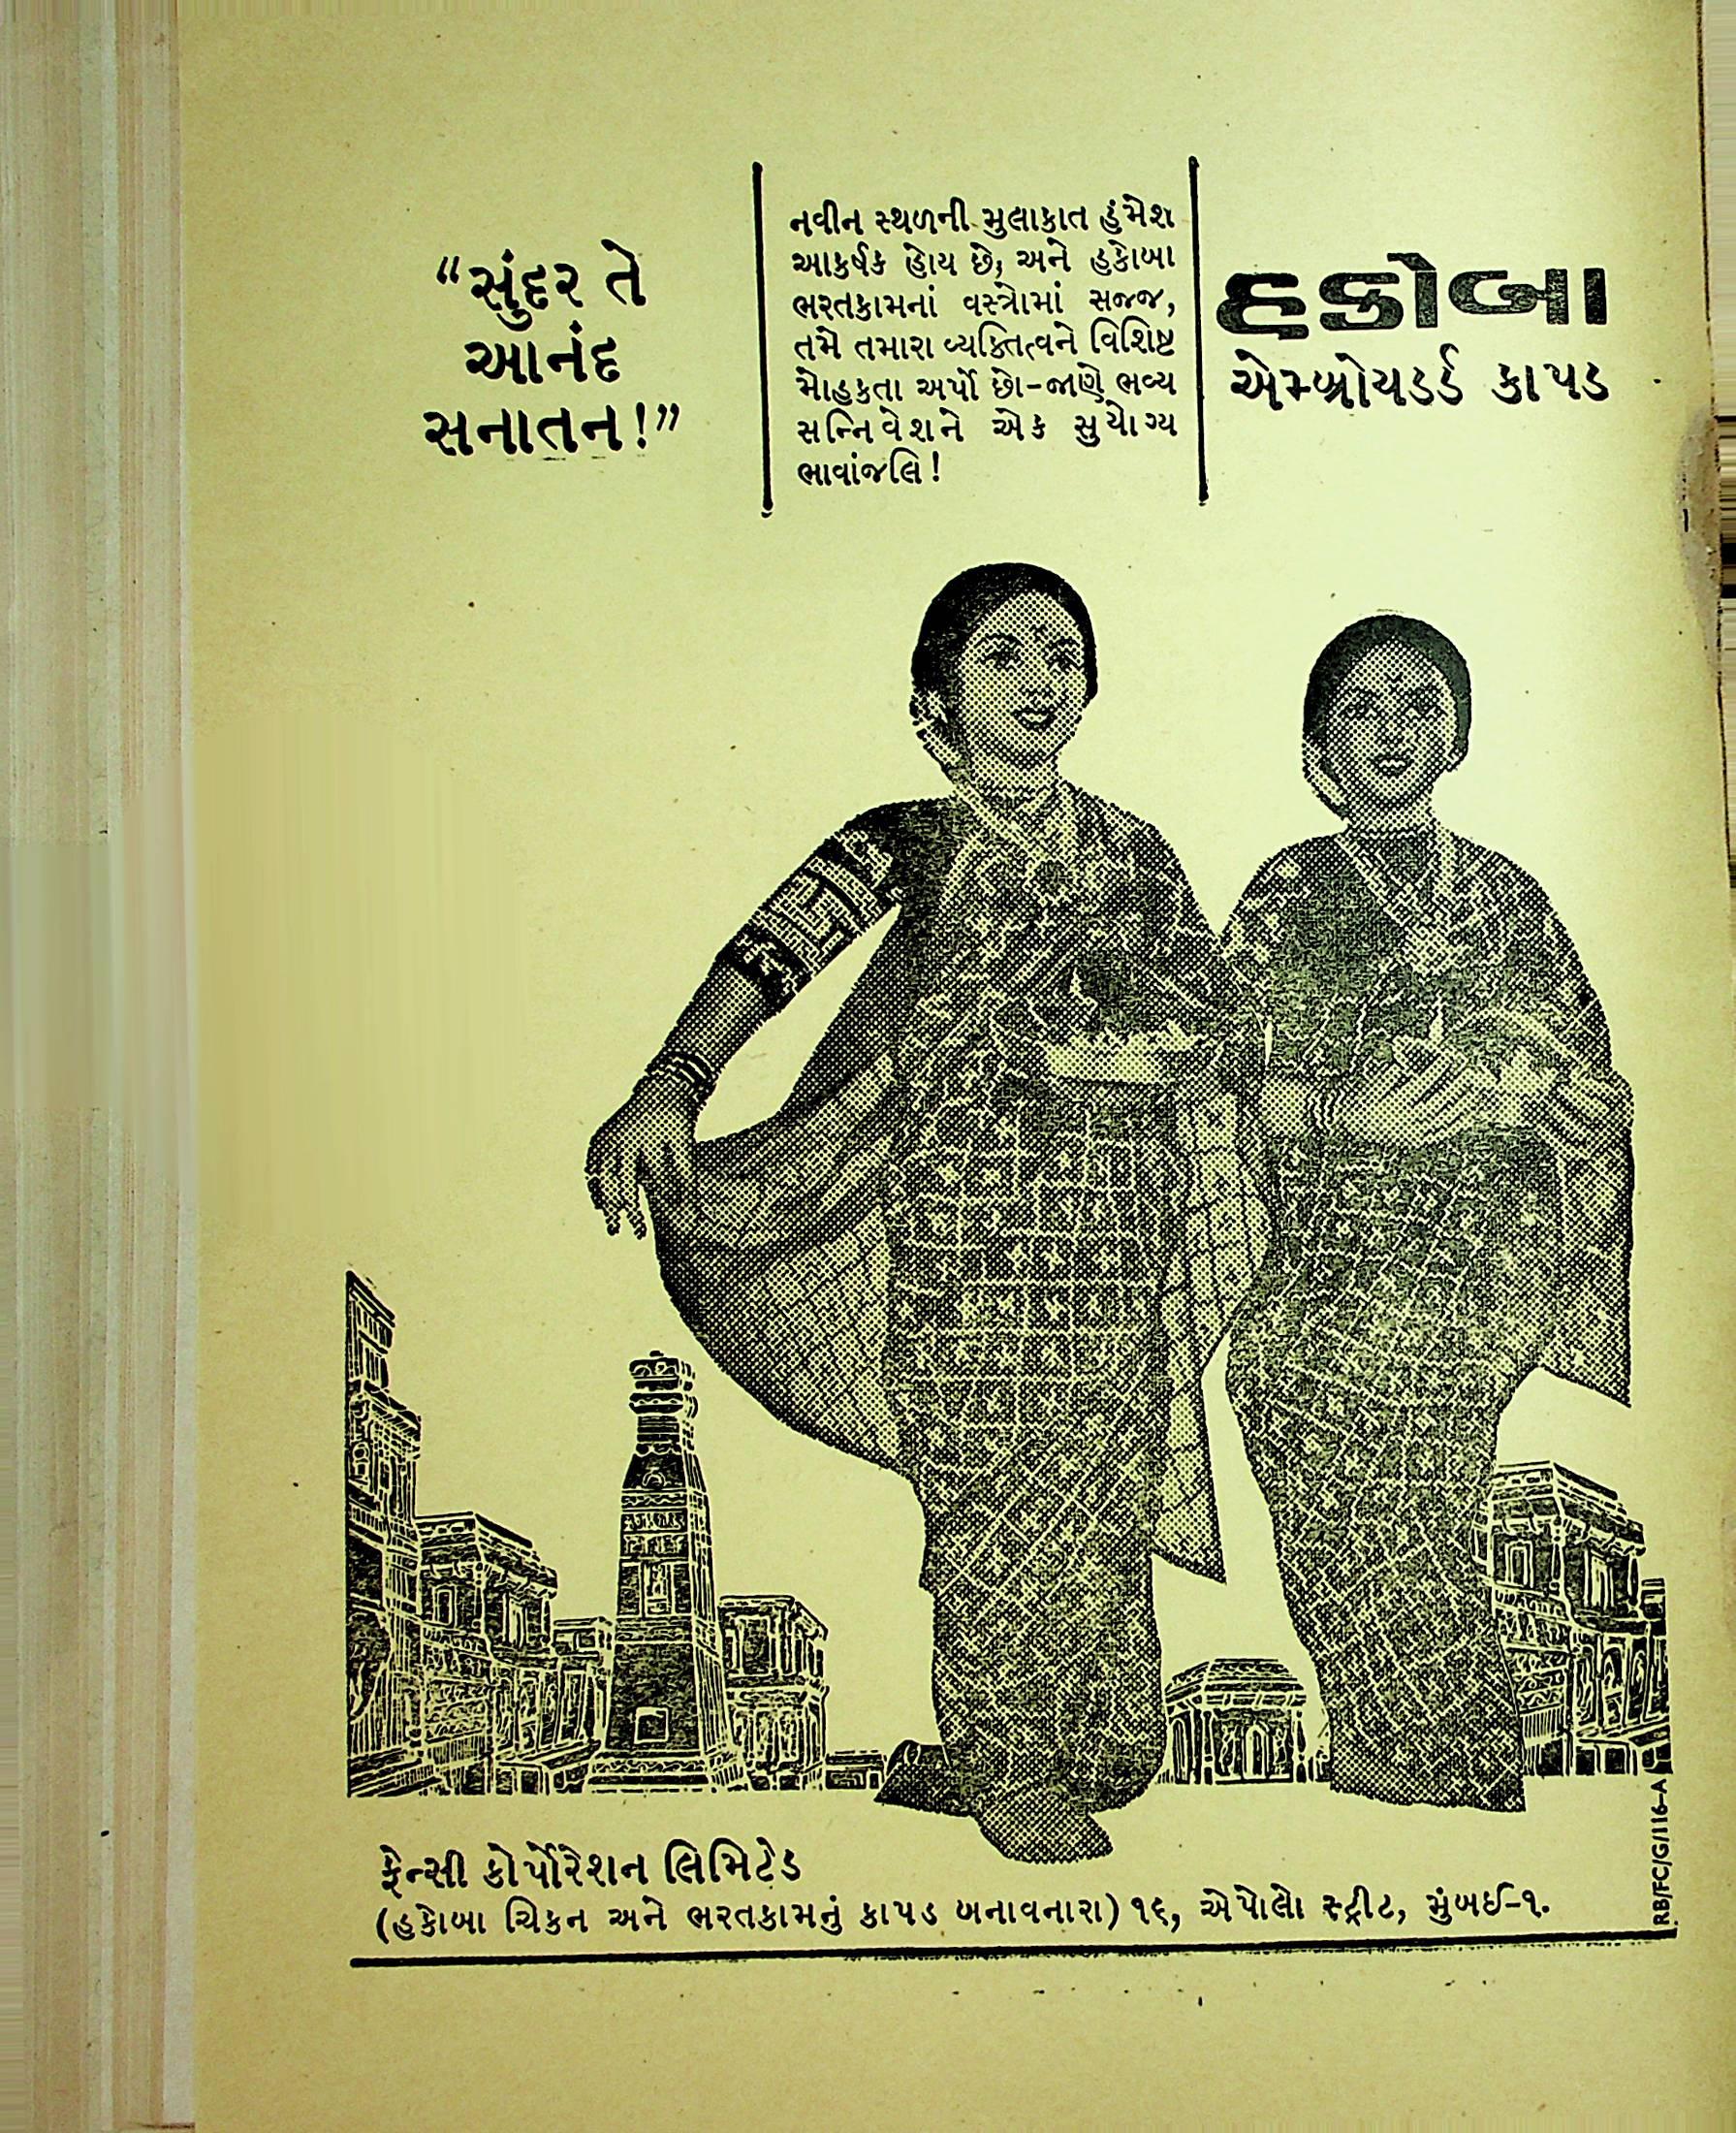 “સુંદર તે
આનંદ
સનાતન!”
નવીન સ્થળની મુલાકાત હંમેશ
આકર્ષક હોય છે; અને હકોબા
ભરતકામનાં વસ્ત્રોમાં સજ્જ,
તમે તમારા વ્યક્તિત્વને વિશિષ્ટ
મોહકતા અર્પો છો-જાણે ભવ્ય
સન્નિવેશને એક સુયોગ્ય
ભાવાંજલિ!
હકોબા
એમ્બ્રોયડર્ડ કાપડ
ફેન્સી કોર્પોરેશન લિમિટેડ
(હકોબા ચિકન અને ભરતકામનું કાપડ બનાવનારા) ૧૬, એપોલો સ્ટ્રીટ, મુંબઈ-૧.
RB/FC/G/116-A